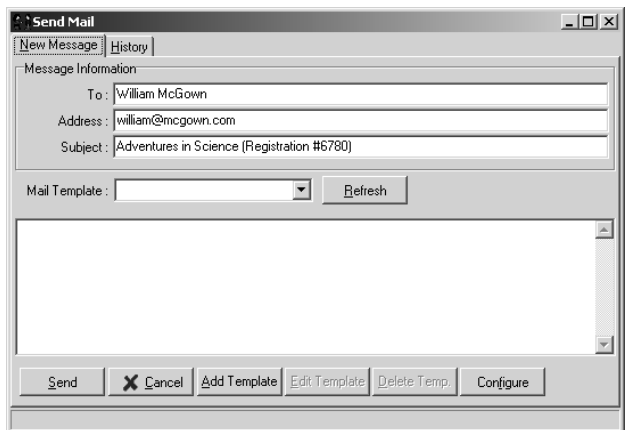 Send Mail
New Message History
Message Information
To : William McGown
Address : william@mcgown.com
Subject : Adventures in Science (Registration #6780)
Mail Template : Refresh
Send Cancel Add Template Edit Template Delete Temp. Configure